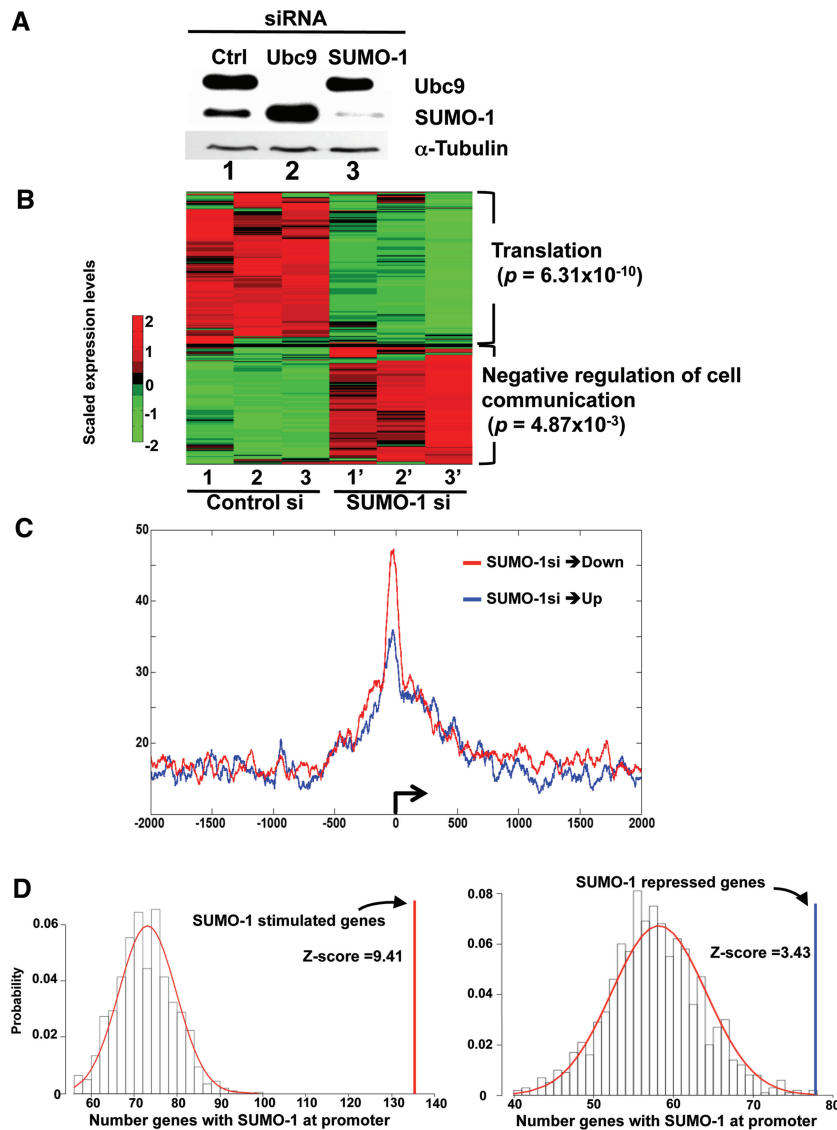 A
siRNA
Ctrl Ubc9 SUMO-1
Ubc9
SUMO-1
α-Tubulin
1 2 3
B
Scaled expression levels
2
1
0
-1
-2
Translation
(p = 6.31x10-10)
Negative regulation of cell
communication
(p = 4.87x10-3)
1 2 3 1’ 2’ 3’
Control si SUMO-1 si
C
50
40
30
20
SUMO-1si ➔Down
SUMO-1si ➔Up
-2000 -1500 -1000 -500 0 500 1000 1500 2000
D
Probability
0.06
0.04
0.02
0
SUMO-1 stimulated genes
Z-score =9.41
60 70 80 90 100 110 120 130 140
Number genes with SUMO-1 at promoter
0.08
0.06
0.04
0.02
0
SUMO-1 repressed genes
Z-score =3.43
40 50 60 70 80
Number genes with SUMO-1 at promoter